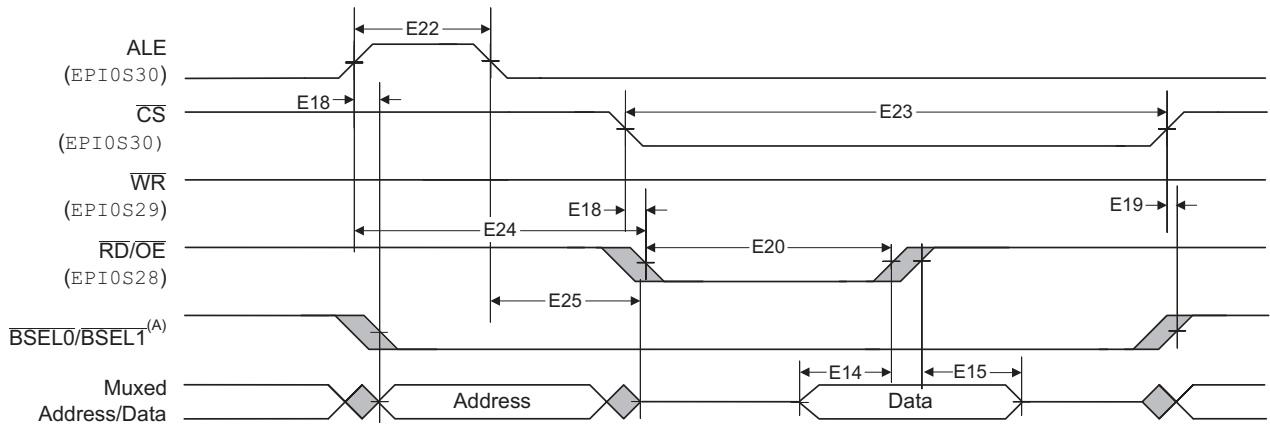 E22
ALE
(EPI0S30)
E18
CS
E23
(EPI0S30)
WR
(EPI0S29)
E18
E19
E24
RD/OE
E20
(EPI0S28)
E25
BSEL0/BSEL1(A)
Muxed
Address/Data
Address
E14
Data
E15